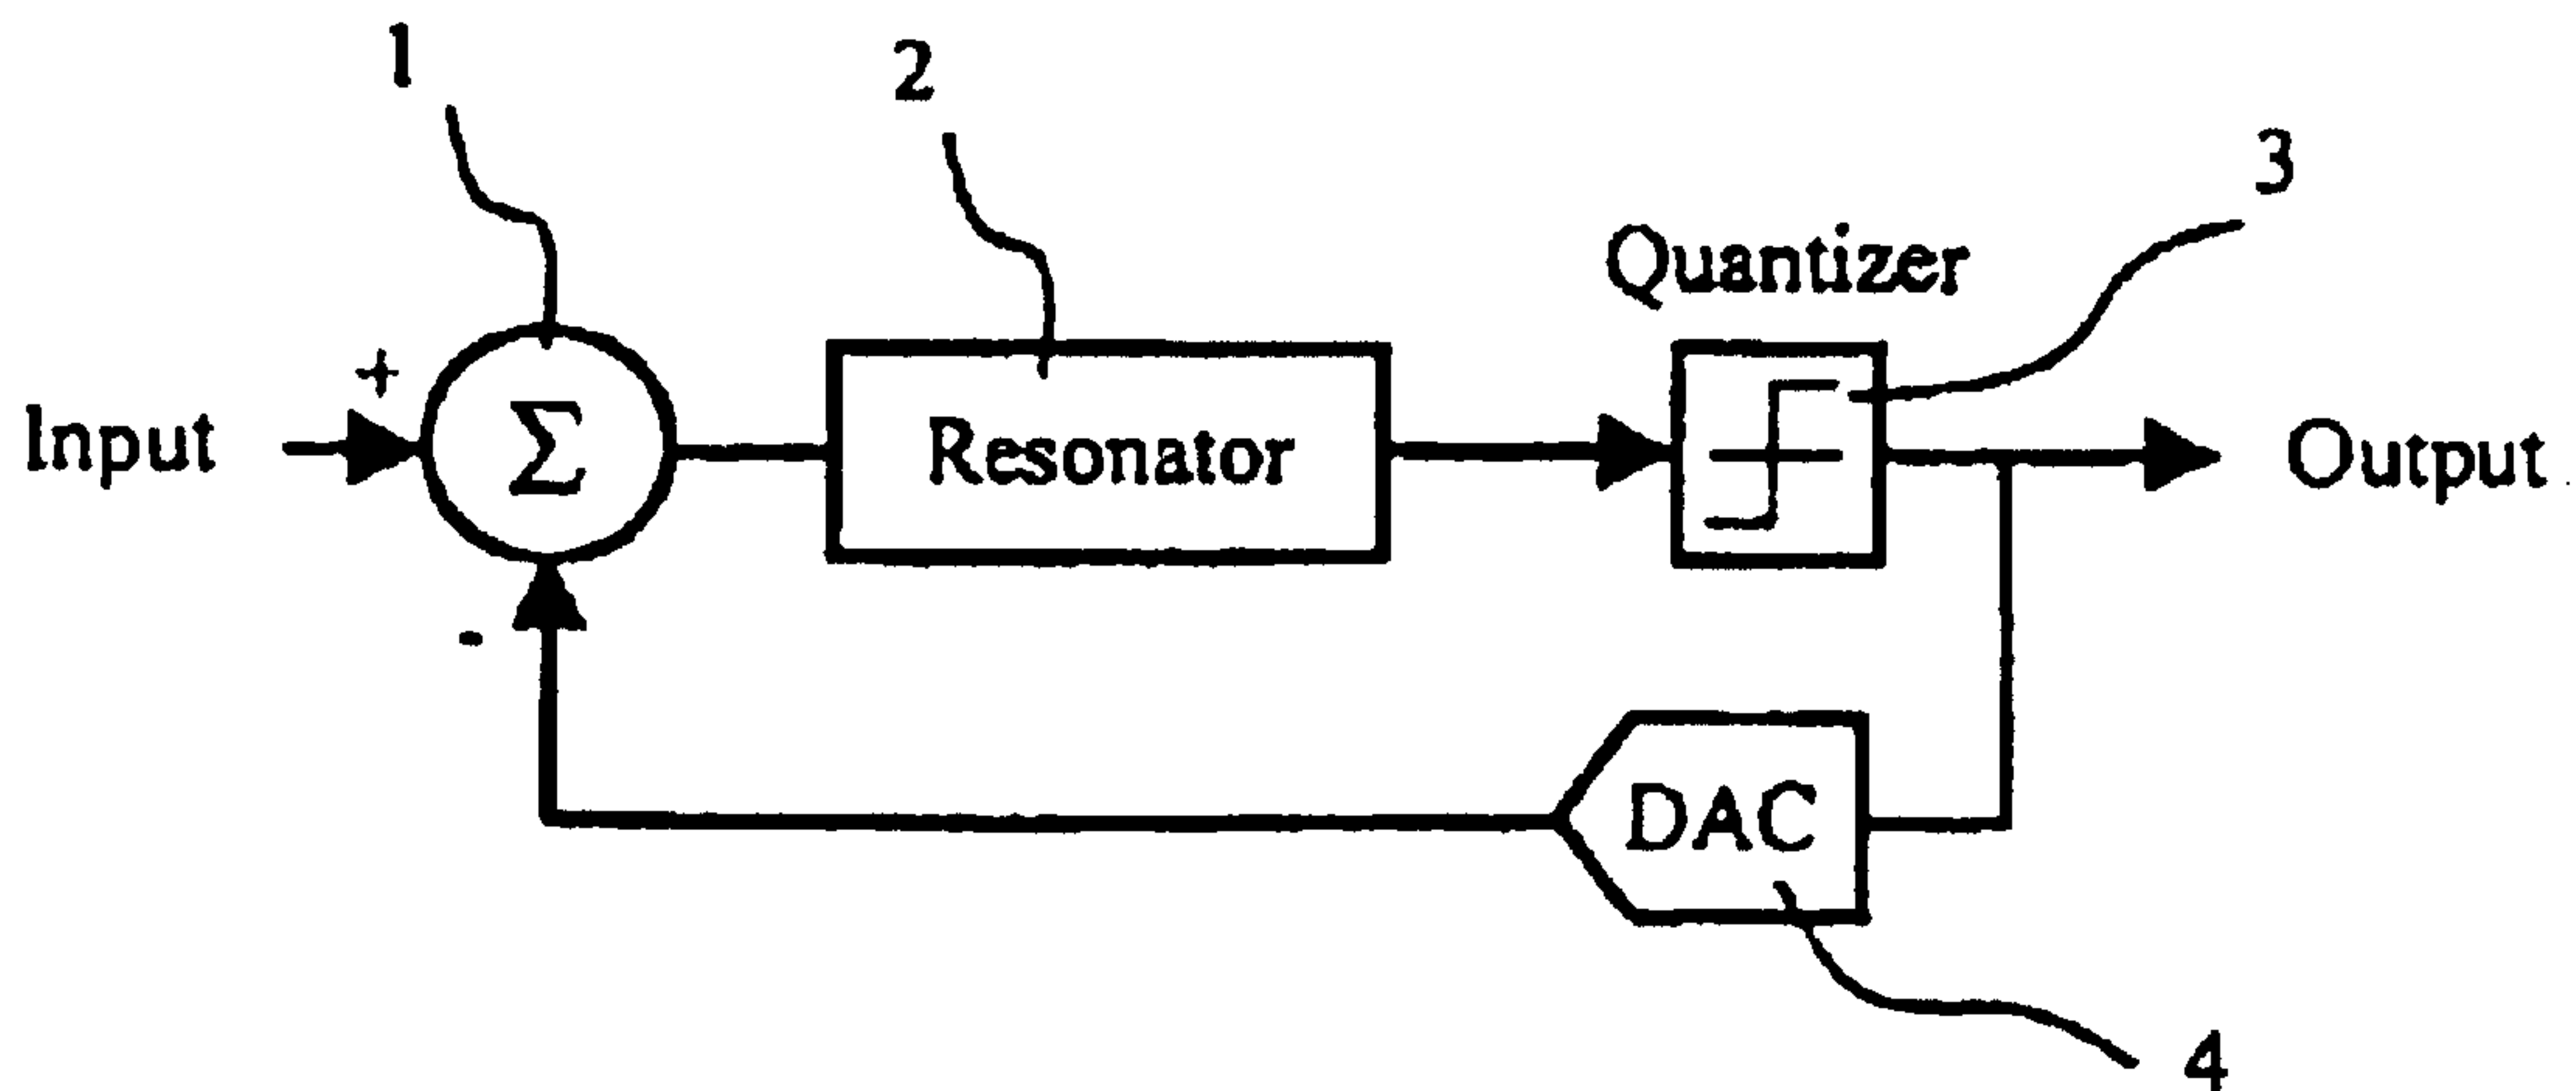 1
2
3
Quantizer
+
Input
Σ
Resonator
Output
-
DAC
4